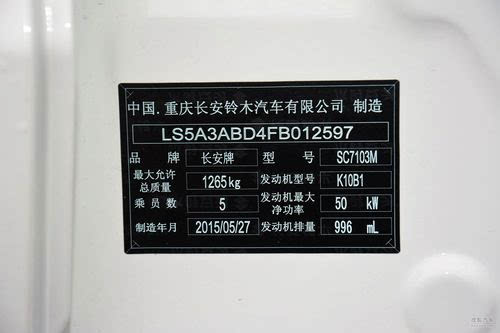 中国.重庆长安铃木汽车有限公司 制造
LS5A3ABD4FB012597
品牌 长安牌 型号 SC7103M
最大允许总质量 1265kg 发动机型号 K10B1
乘员数 5 发动机最大净功率 50 kW
制造年月 2015/05/27 发动机排量 996 mL